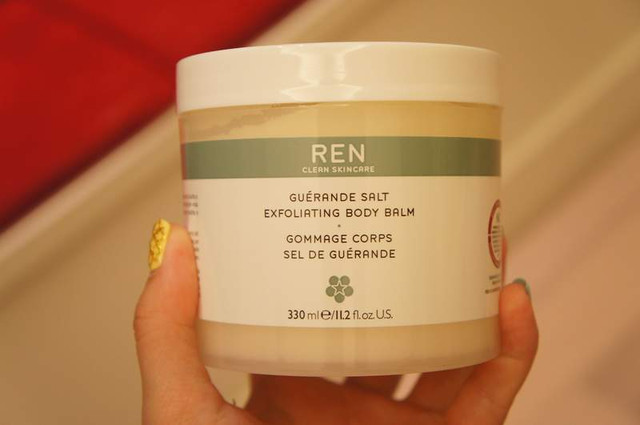 REN
CLEAN SKINCARE
GUÉRANDE SALT
EXFOLIATING BODY BALM
GOMMAGE CORPS
SEL DE GUÉRANDE
330 ml℮/11.2 fl.oz.U.S.